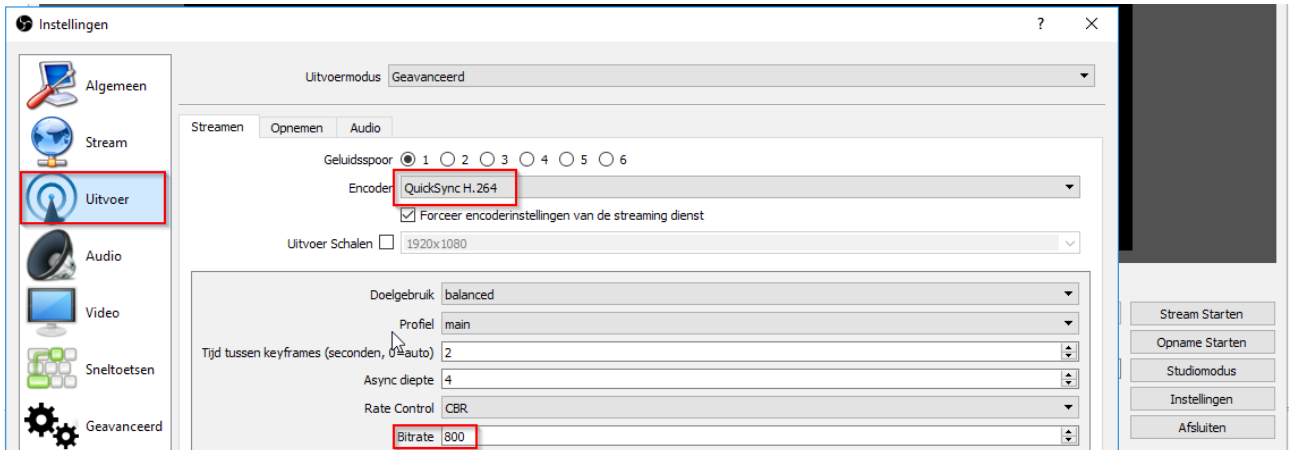 Instellingen ?
Algemeen
Stream
Uitvoer
Audio
Video
Sneltoetsen
Geavanceerd
Uitvoermodus Geavanceerd
Streamen Opnemen Audio
Geluidsspoor 1 2 3 4 5 6
Encoder QuickSync H.264
Forceer encoderinstellingen van de streaming dienst
Uitvoer Schalen 1920x1080
Doelgebruik balanced
Profiel main
Tijd tussen keyframes (seconden, 0=auto) 2
Async diepte 4
Rate Control CBR
Bitrate 800
Stream Starten
Opname Starten
Studiomodus
Instellingen
Afsluiten